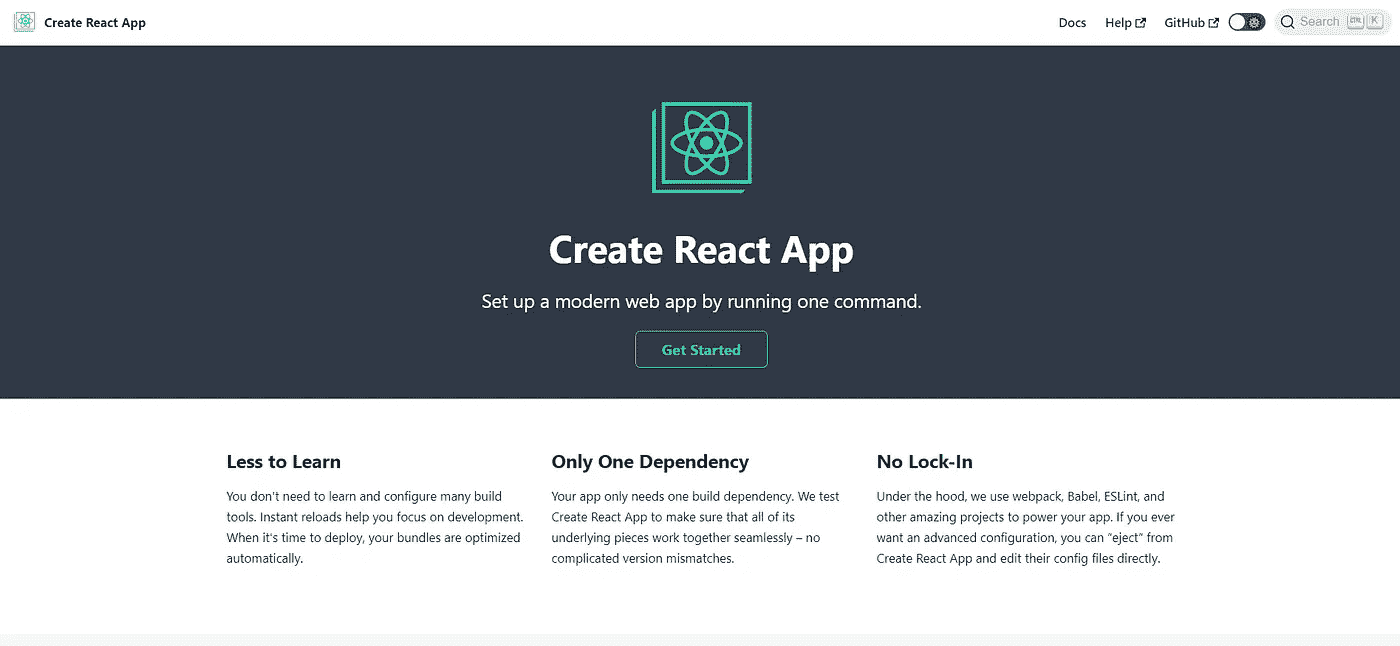 Create React App
Docs Help GitHub Search CTRL K
Create React App
Set up a modern web app by running one command.
Get Started
Less to Learn
You don't need to learn and configure many build
tools. Instant reloads help you focus on development.
When it's time to deploy, your bundles are optimized
automatically.
Only One Dependency
Your app only needs one build dependency. We test
Create React App to make sure that all of its
underlying pieces work together seamlessly – no
complicated version mismatches.
No Lock-In
Under the hood, we use webpack, Babel, ESLint, and
other amazing projects to power your app. If you ever
want an advanced configuration, you can “eject” from
Create React App and edit their config files directly.